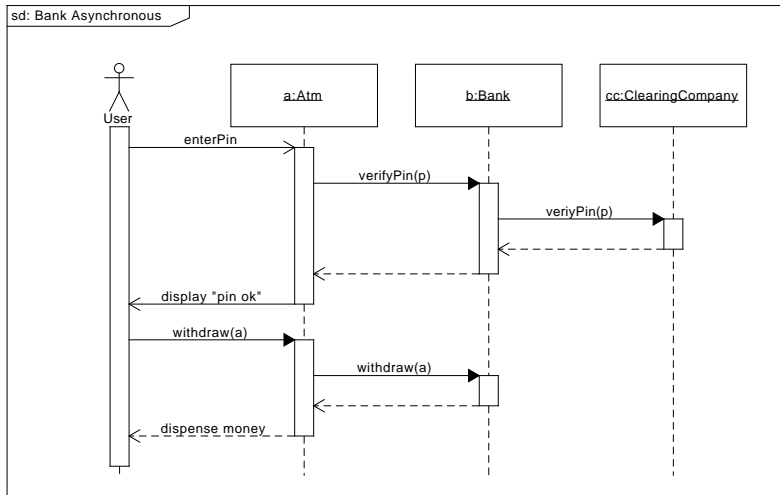 sd: Bank Asynchronous
User
a:Atm
b:Bank
cc:ClearingCompany
enterPin
verifyPin(p)
veriyPin(p)
display "pin ok"
withdraw(a)
withdraw(a)
dispense money